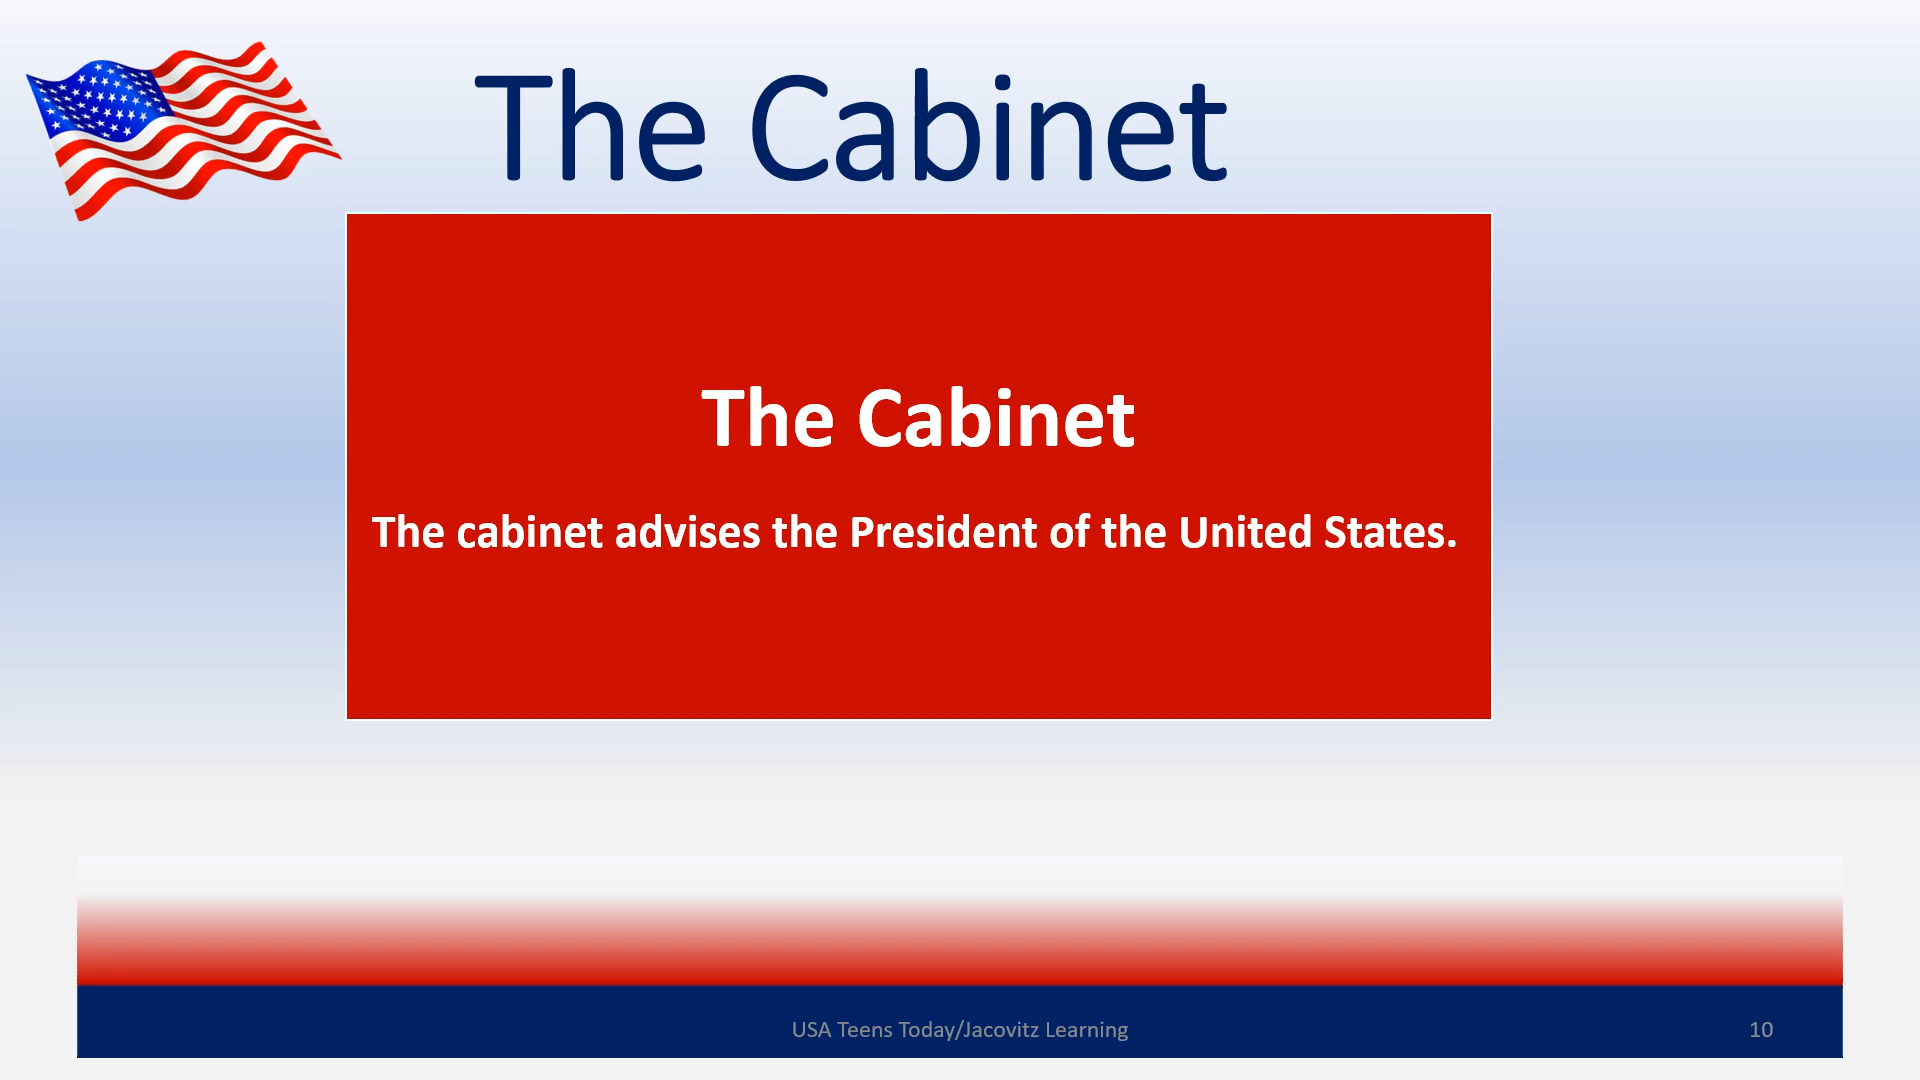 The Cabinet
The Cabinet
The cabinet advises the President of the United States.
USA Teens Today/Jacovitz Learning
10